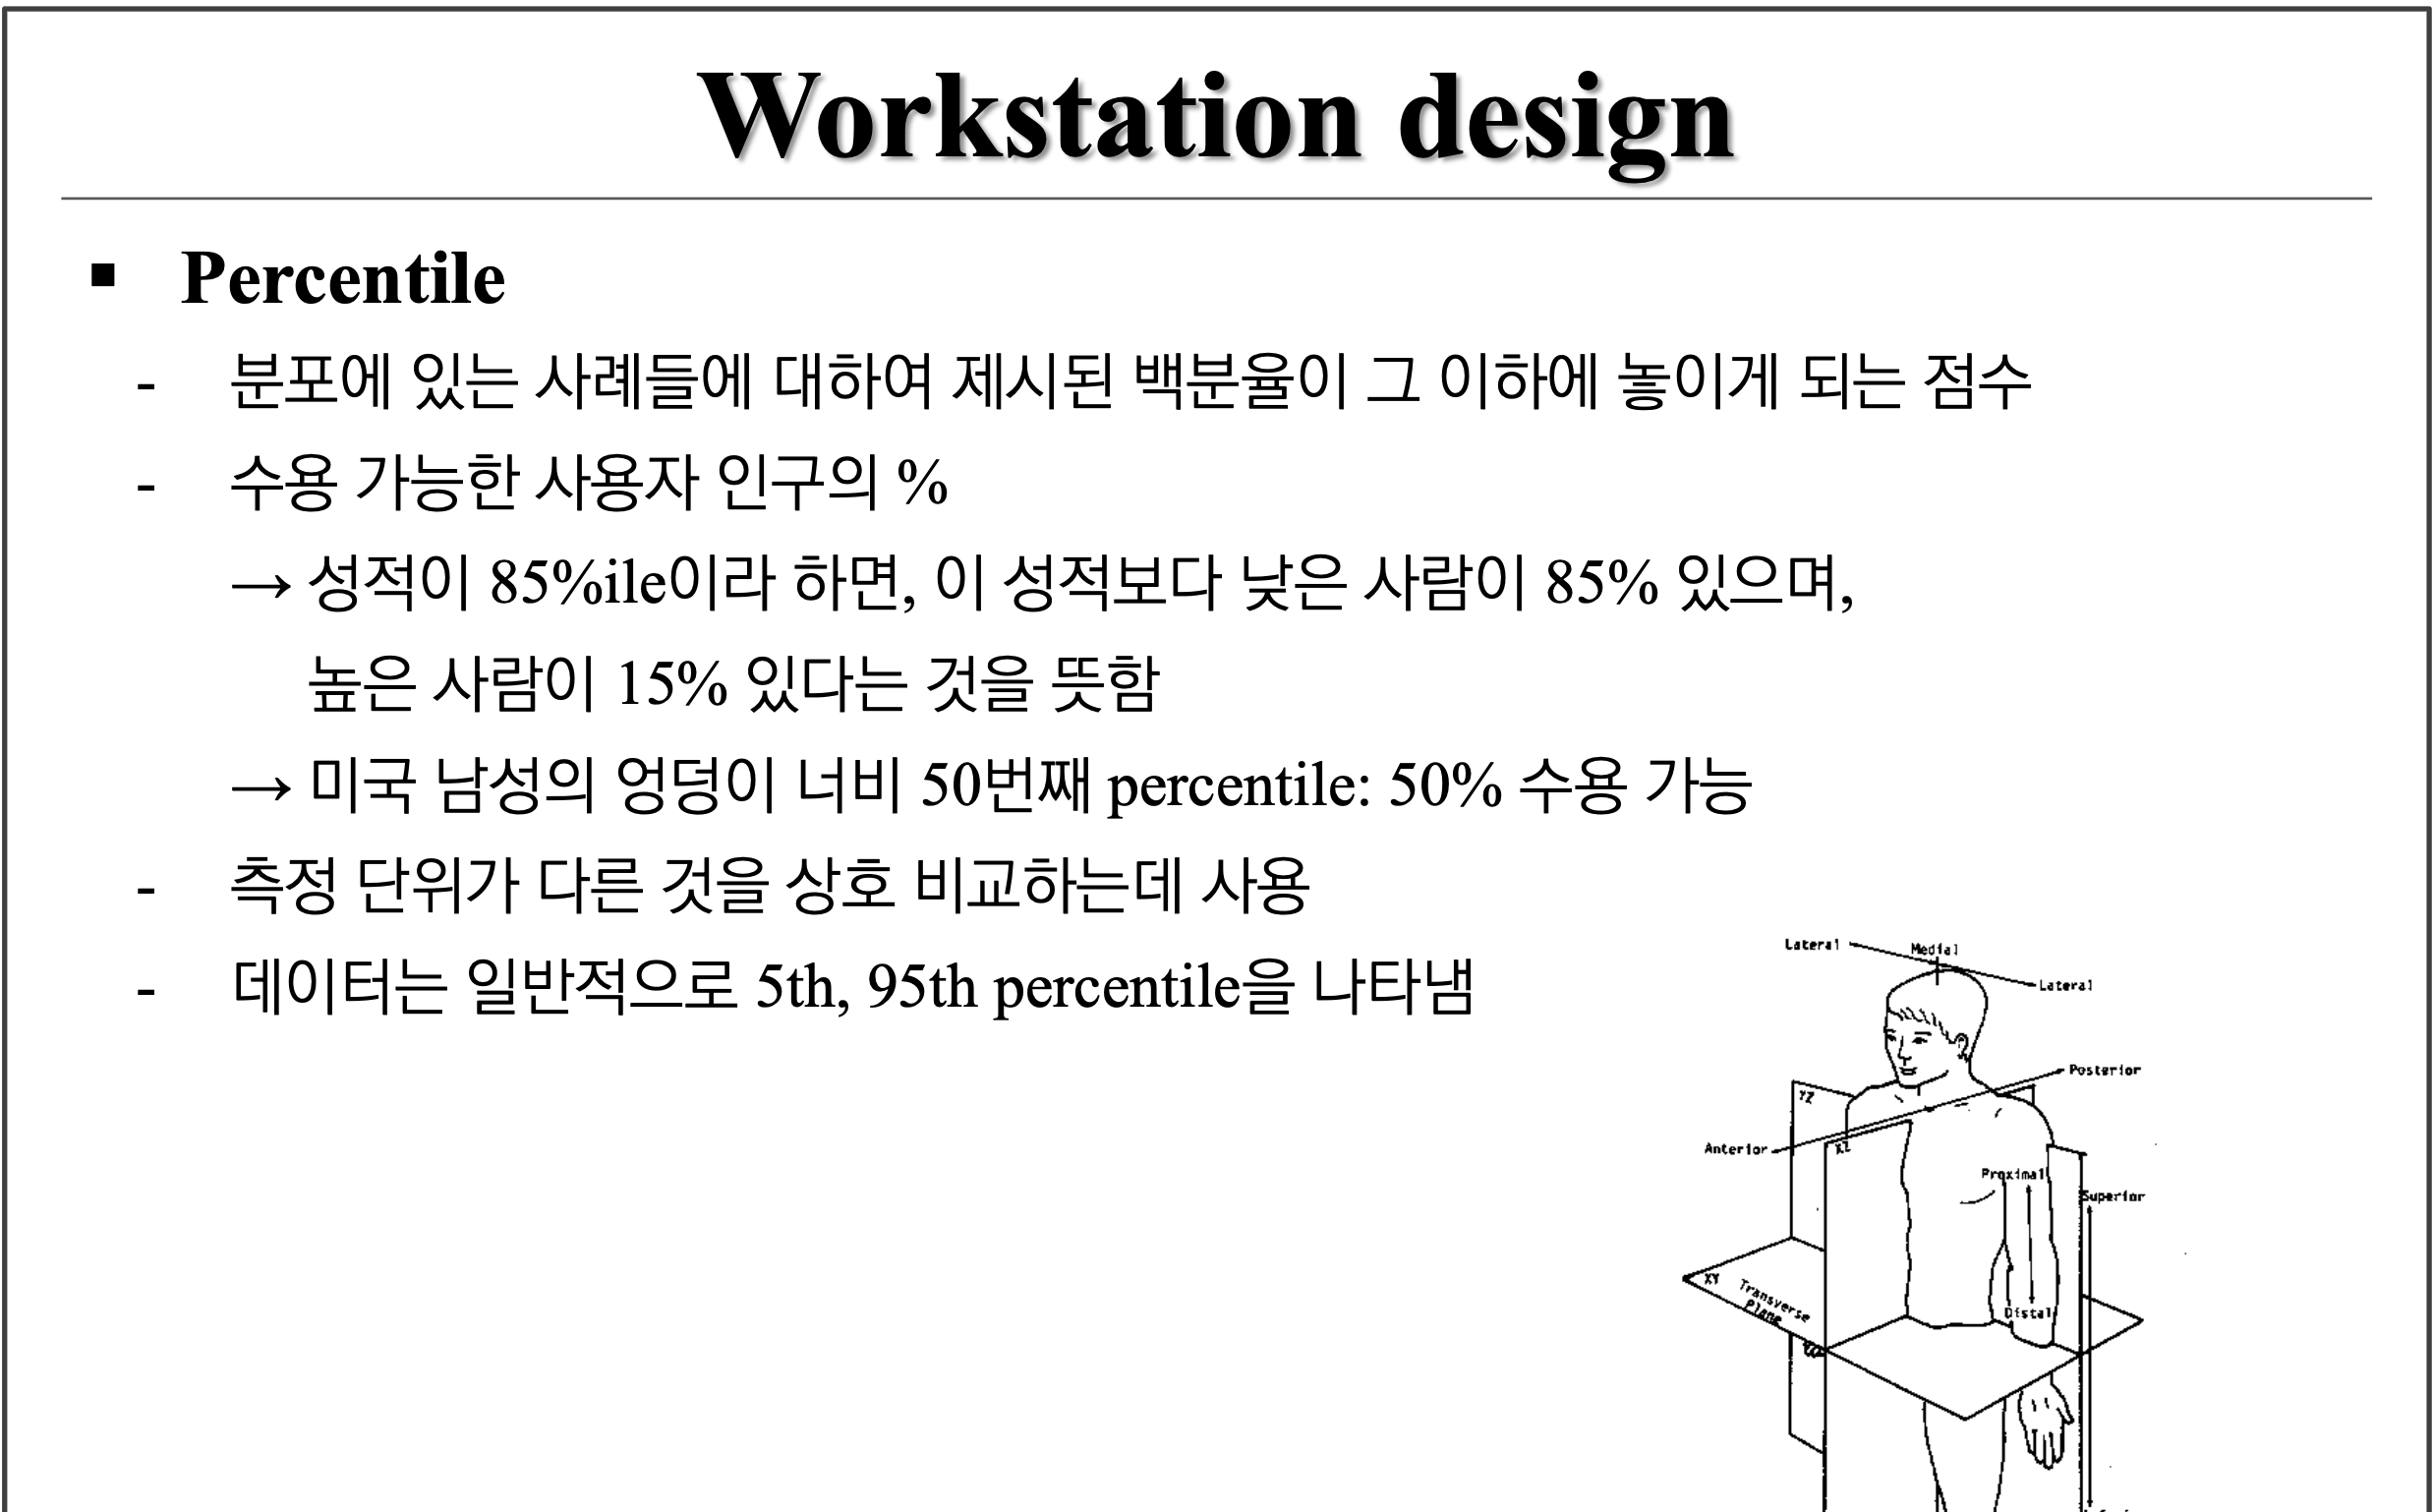 Workstation design
▪ Percentile
- 분포에 있는 사례들에 대하여 제시된 백분율이 그 이하에 놓이게 되는 점수
- 수용 가능한 사용자 인구의 %
→ 성적이 85%ile이라 하면, 이 성적보다 낮은 사람이 85% 있으며,
높은 사람이 15% 있다는 것을 뜻함
→ 미국 남성의 엉덩이 너비 50번째 percentile: 50% 수용 가능
- 측정 단위가 다른 것을 상호 비교하는데 사용
- 데이터는 일반적으로 5th, 95th percentile을 나타냄
Lateral
Medial
Lateral
Posterior
YZ
Anterior
XZ
Proximal
Superior
XY
Transverse
Plane
Distal